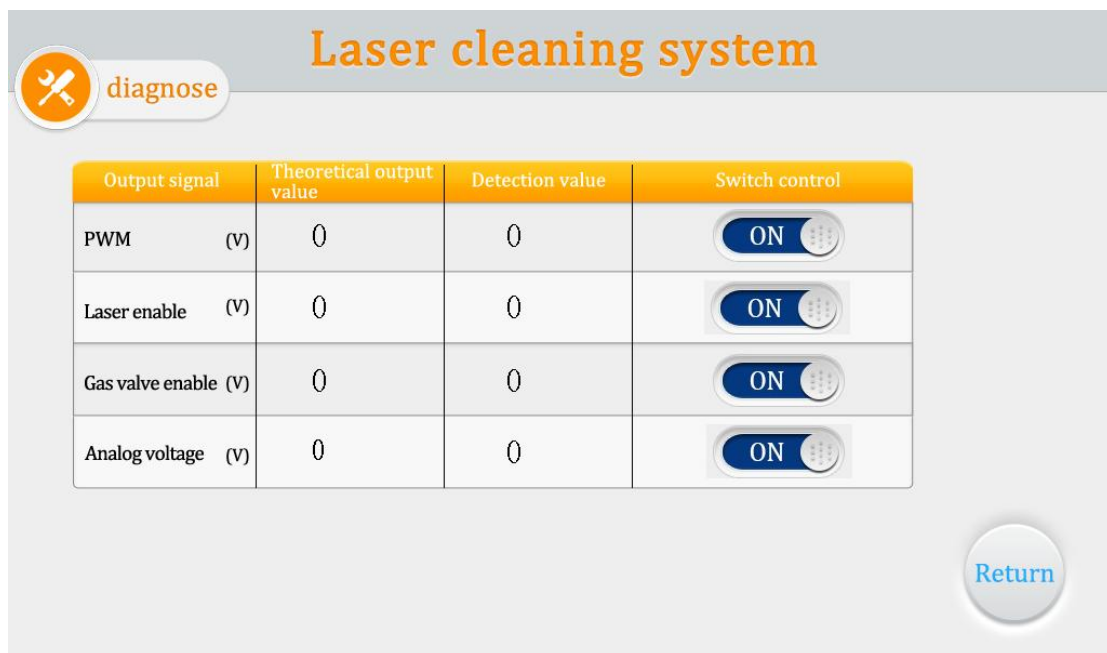 Laser cleaning system
diagnose
Output signal Theoretical output value Detection value Switch control
PWM (V) 0 0 ON
Laser enable (V) 0 0 ON
Gas valve enable (V) 0 0 ON
Analog voltage (V) 0 0 ON
Return